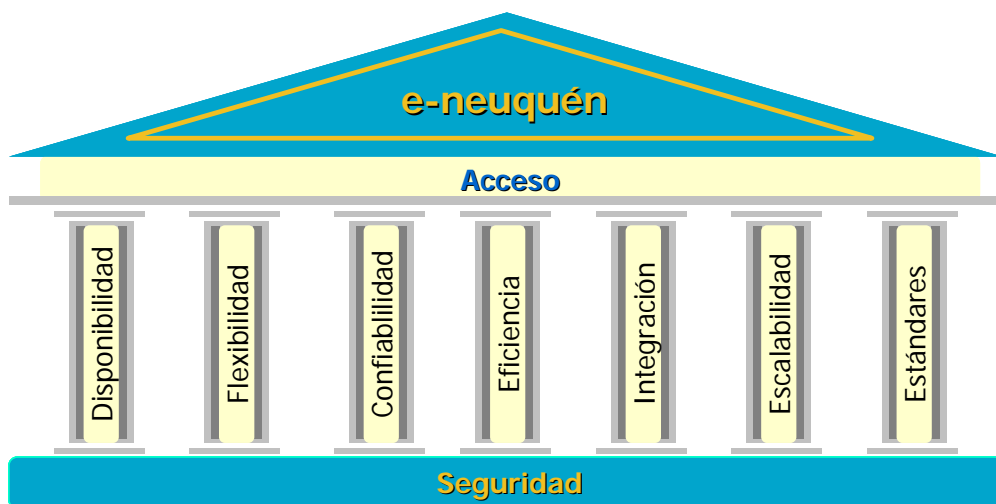 e-neuquén
Acceso
Disponibilidad
Flexibilidad
Confiablilidad
Eficiencia
Integración
Escalabilidad
Estándares
Seguridad